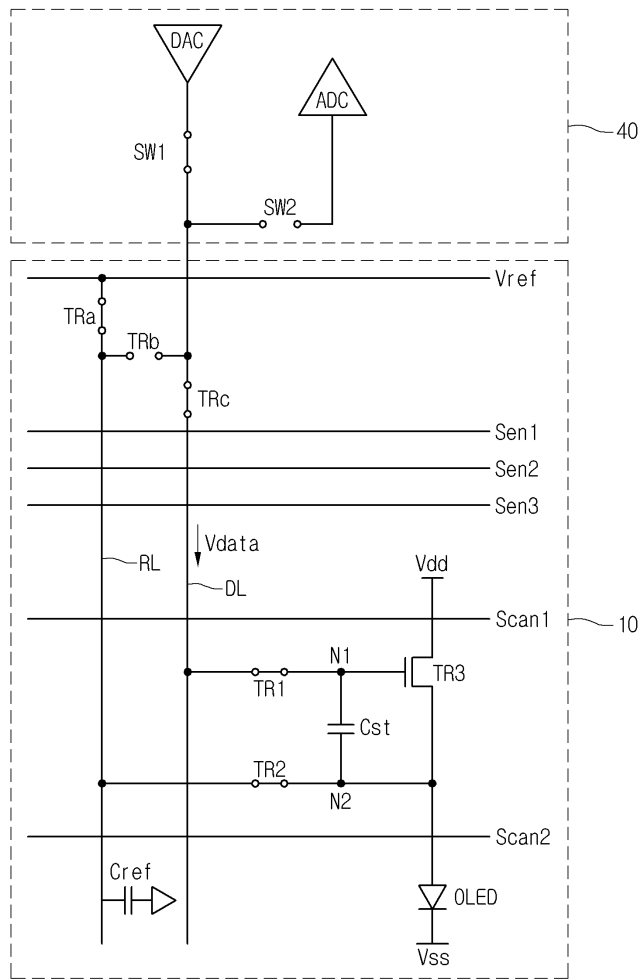 DAC
ADC
SW1
SW2
40
Vref
TRa
TRb
TRc
Sen1
Sen2
Sen3
Vdata
RL
DL
Vdd
Scan1
10
N1
TR1
TR3
Cst
TR2
N2
Scan2
Cref
OLED
Vss